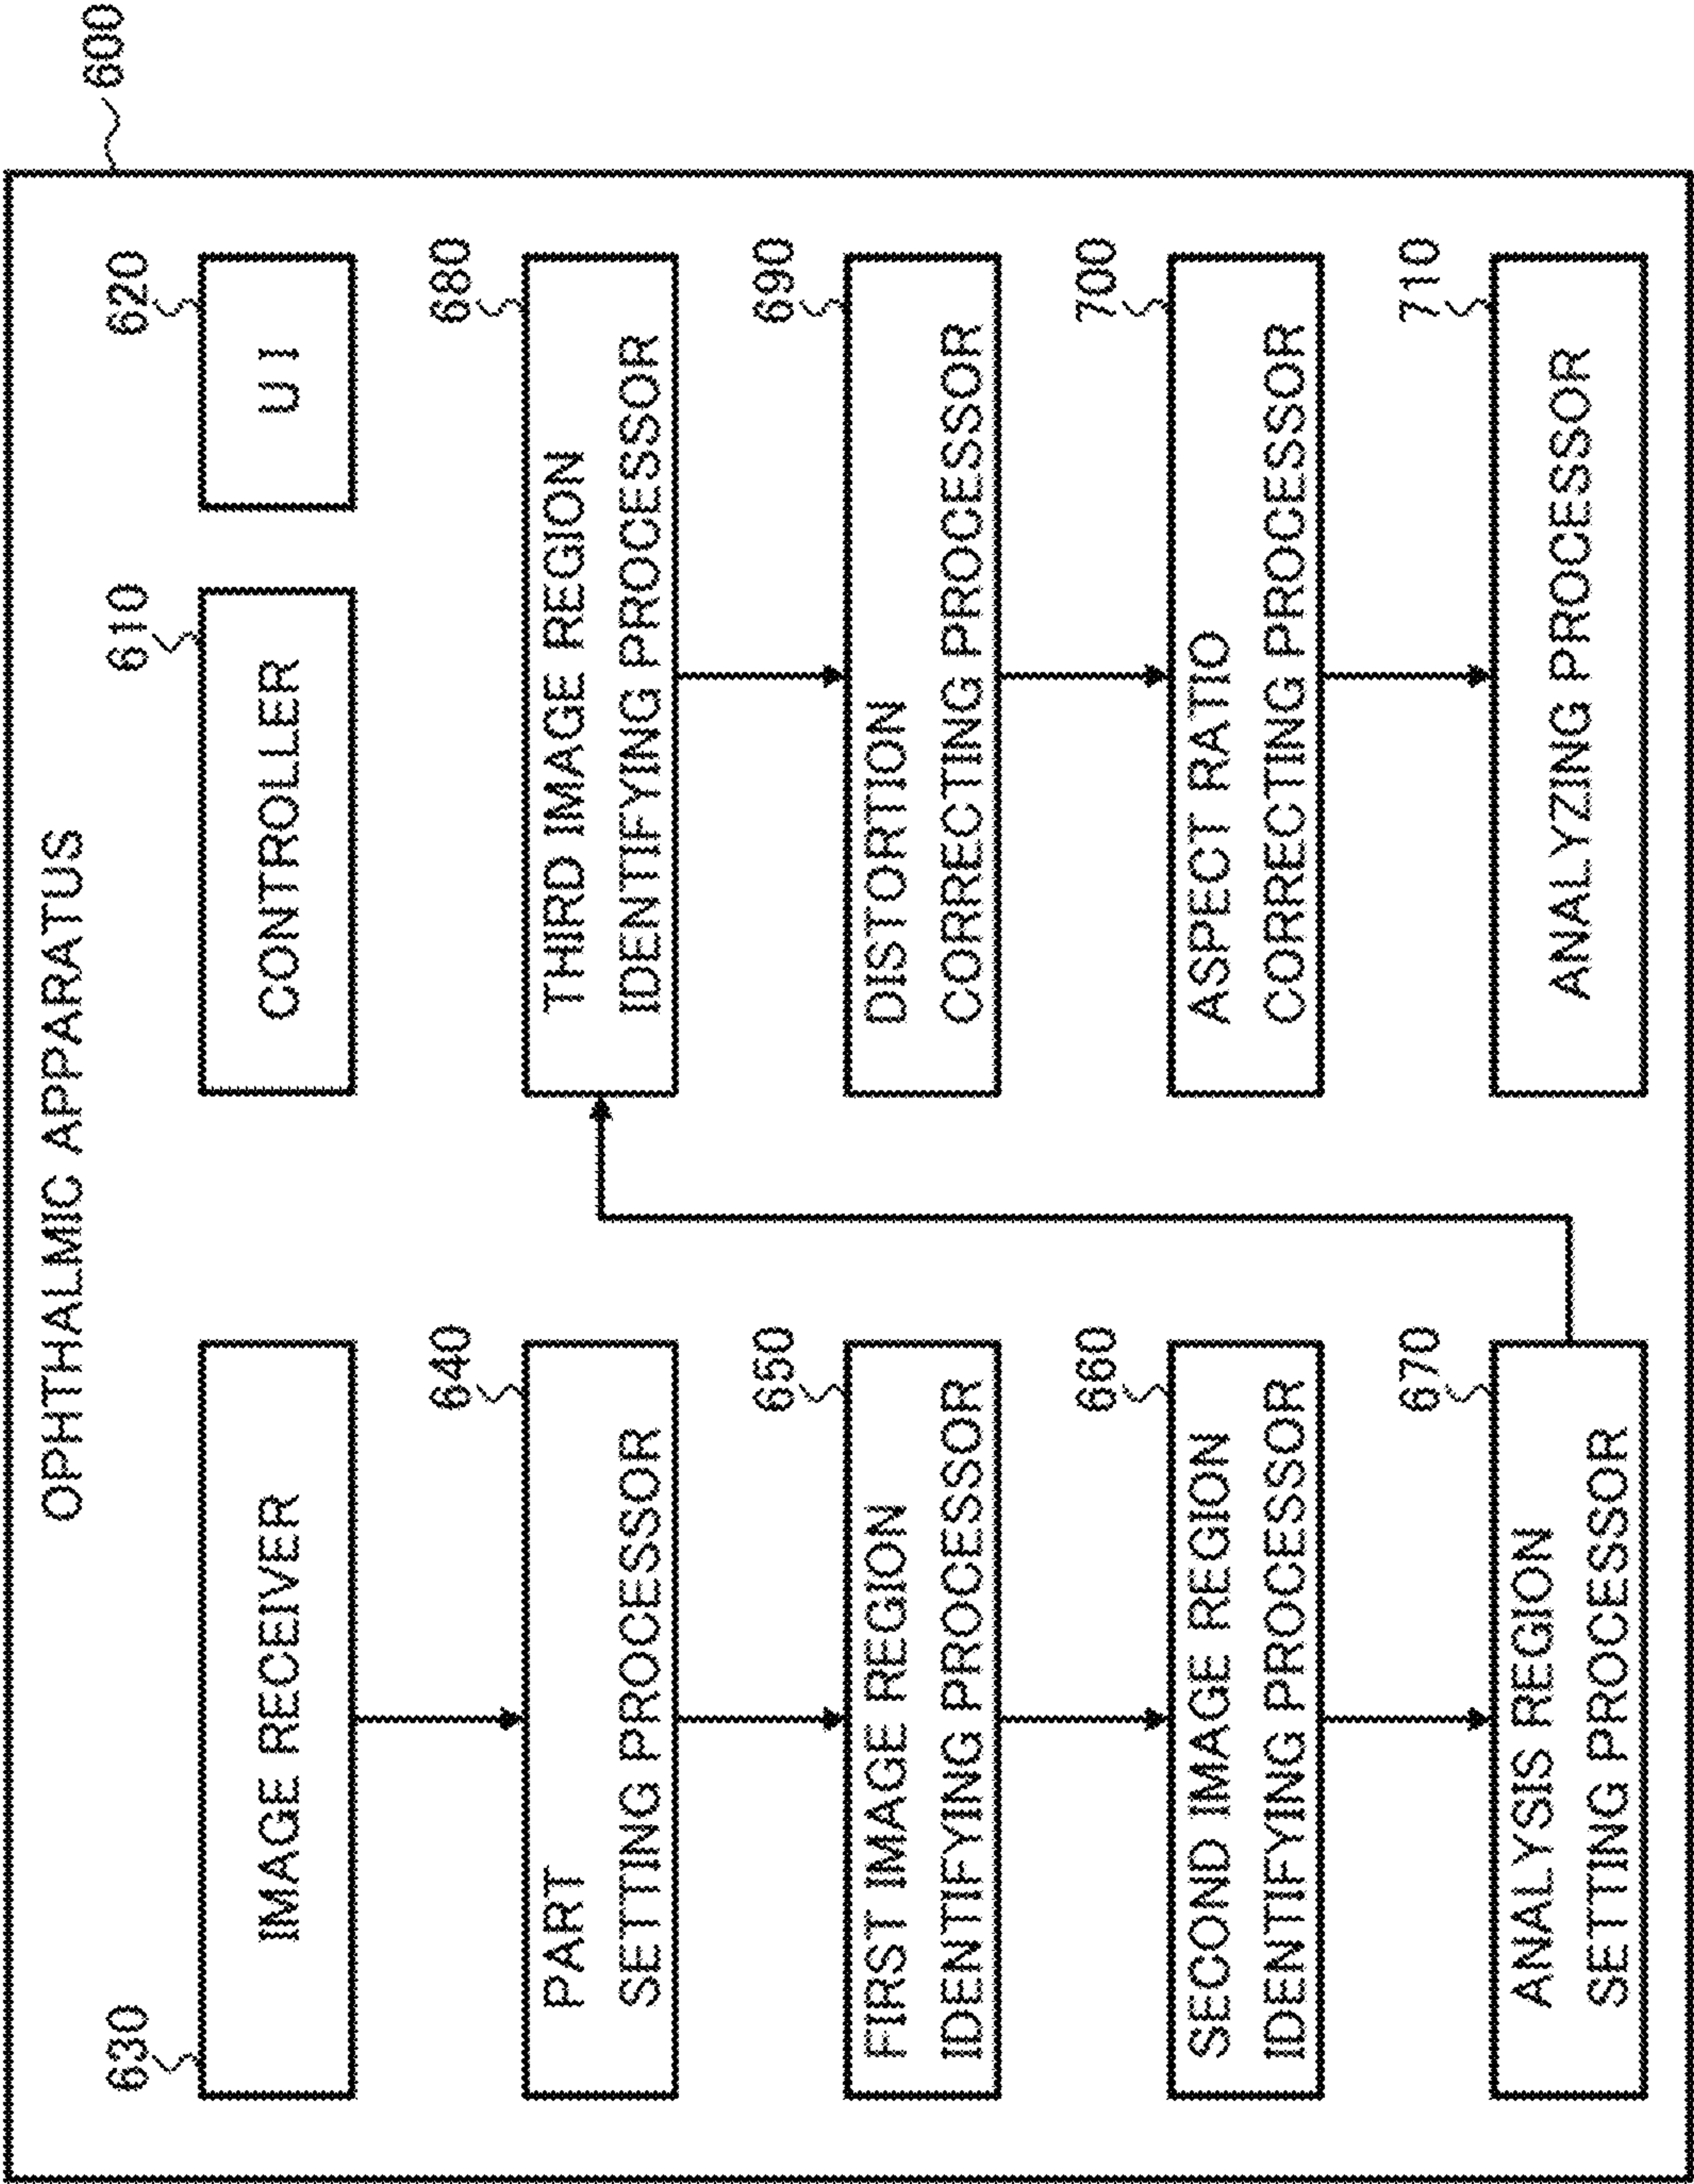 OPHTHALMIC APPARATUS
600
630
IMAGE RECEIVER
610
CONTROLLER
620
UI
640
PART
SETTING PROCESSOR
650
FIRST IMAGE REGION
IDENTIFYING PROCESSOR
660
SECOND IMAGE REGION
IDENTIFYING PROCESSOR
670
ANALYSIS REGION
SETTING PROCESSOR
680
THIRD IMAGE REGION
IDENTIFYING PROCESSOR
690
DISTORTION
CORRECTING PROCESSOR
700
ASPECT RATIO
CORRECTING PROCESSOR
710
ANALYZING PROCESSOR